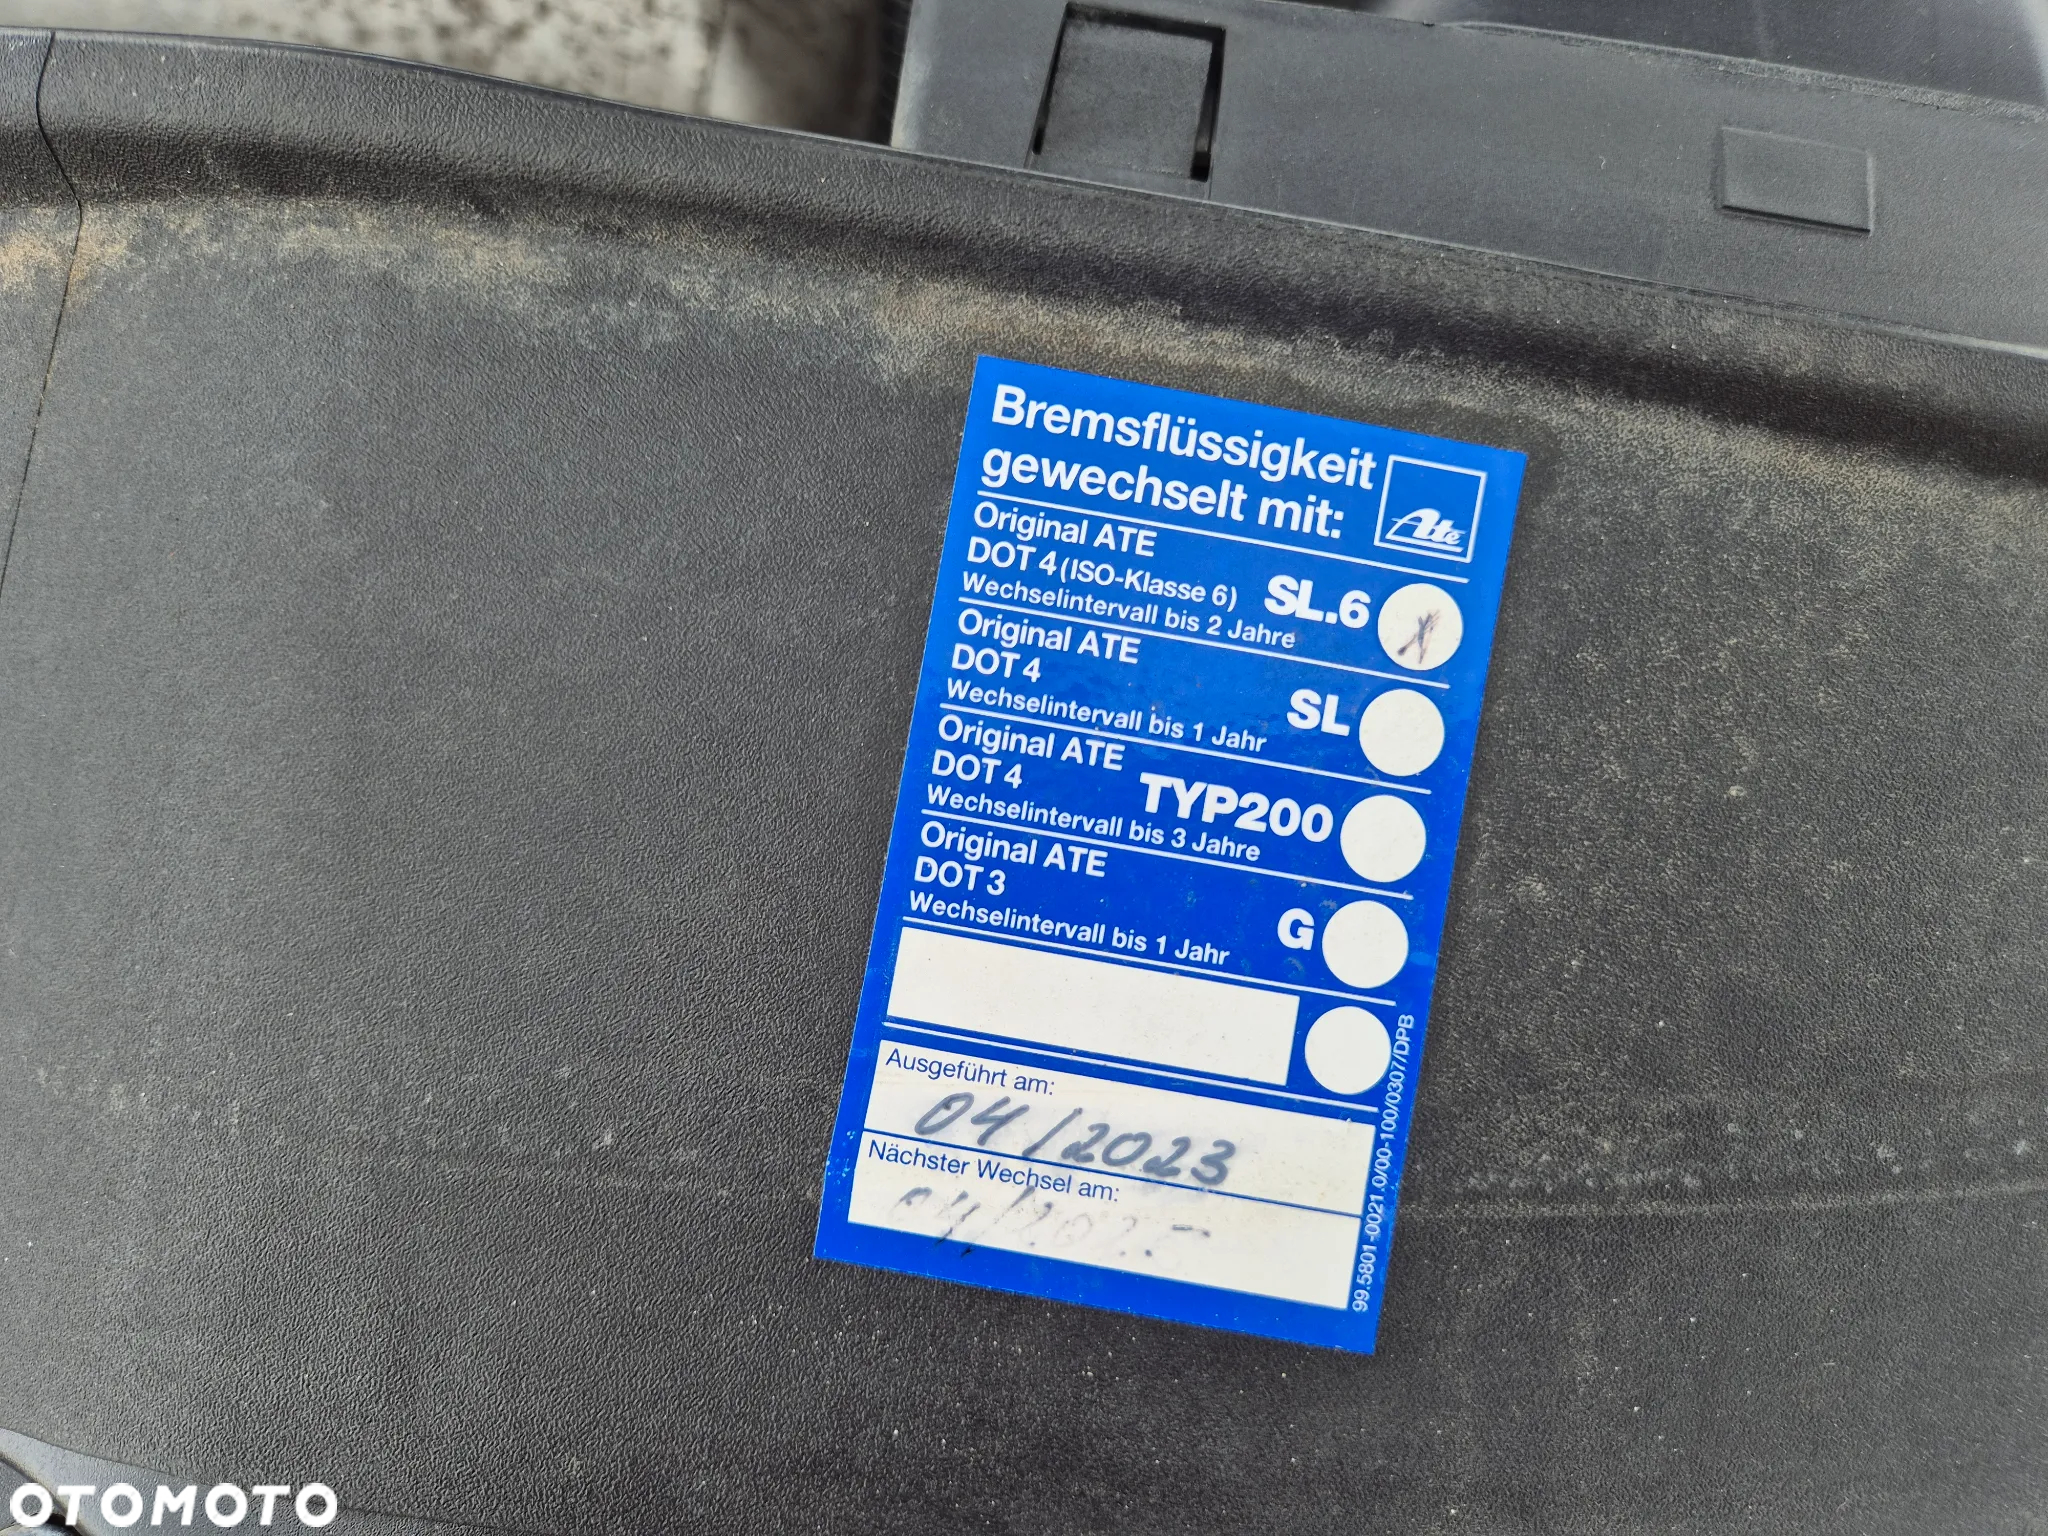 Bremsflüssigkeit
gewechselt mit:
Ate
Original ATE
DOT 4 (ISO-Klasse 6) SL.6 X
Wechselintervall bis 2 Jahre
Original ATE
DOT 4 SL
Wechselintervall bis 1 Jahr
Original ATE
DOT 4 TYP200
Wechselintervall bis 3 Jahre
Original ATE
DOT 3 G
Wechselintervall bis 1 Jahr
Ausgeführt am:
04/2023
Nächster Wechsel am:
04/2025
99.5801-0021.0/00-100/0307/DPB
OTOMOTO